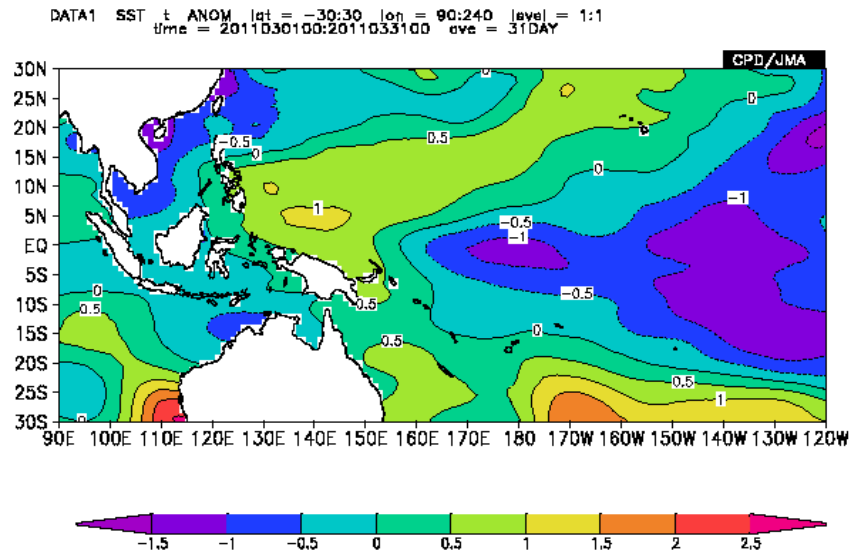 DATA1 SST t ANOM lat = -30:30 lon = 90:240 level = 1:1
time = 2011030100:2011033100 ave = 31DAY
CPD/JMA
30N
25N
20N
15N
10N
5N
EQ
5S
10S
15S
20S
25S
30S
0
0
0.5
-0.5
0
0
-1
1
-0.5
-1
0
-0.5
0.5
0.5
0
0.5
0.5
1
0
90E 100E 110E 120E 130E 140E 150E 160E 170E 180 170W 160W 150W 140W 130W 120W
-1.5 -1 -0.5 0 0.5 1 1.5 2 2.5